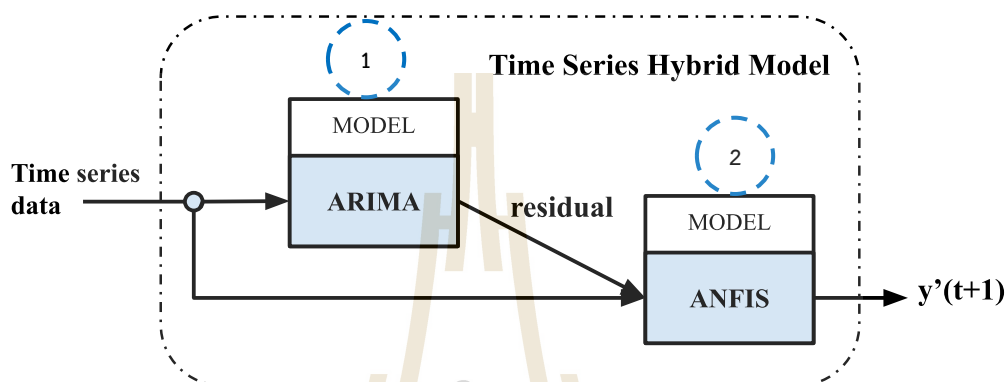 1
Time Series Hybrid Model
MODEL
2
Time series
data
ARIMA
residual
MODEL
ANFIS
y’(t+1)